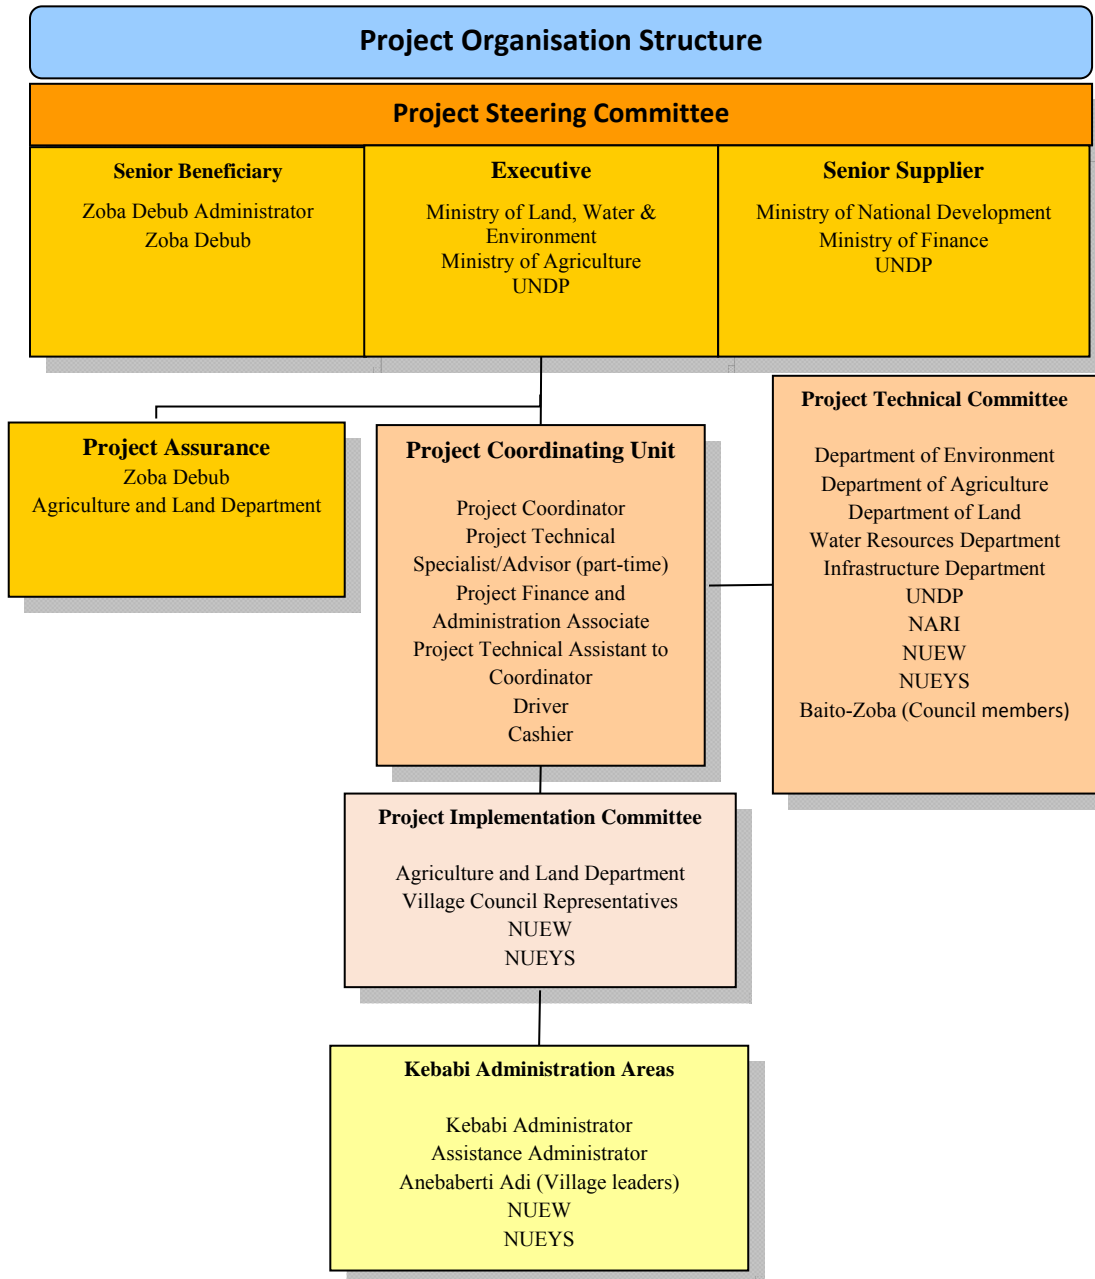 Project Organisation Structure
Project Steering Committee
Senior Beneficiary
Zoba Debub Administrator
Zoba Debub
Executive
Ministry of Land, Water &
Environment
Ministry of Agriculture
UNDP
Senior Supplier
Ministry of National Development
Ministry of Finance
UNDP
Project Assurance
Zoba Debub
Agriculture and Land Department
Project Coordinating Unit
Project Coordinator
Project Technical
Specialist/Advisor (part-time)
Project Finance and
Administration Associate
Project Technical Assistant to
Coordinator
Driver
Cashier
Project Technical Committee
Department of Environment
Department of Agriculture
Department of Land
Water Resources Department
Infrastructure Department
UNDP
NARI
NUEW
NUEYS
Baito-Zoba (Council members)
Project Implementation Committee
Agriculture and Land Department
Village Council Representatives
NUEW
NUEYS
Kebabi Administration Areas
Kebabi Administrator
Assistance Administrator
Anebaberti Adi (Village leaders)
NUEW
NUEYS